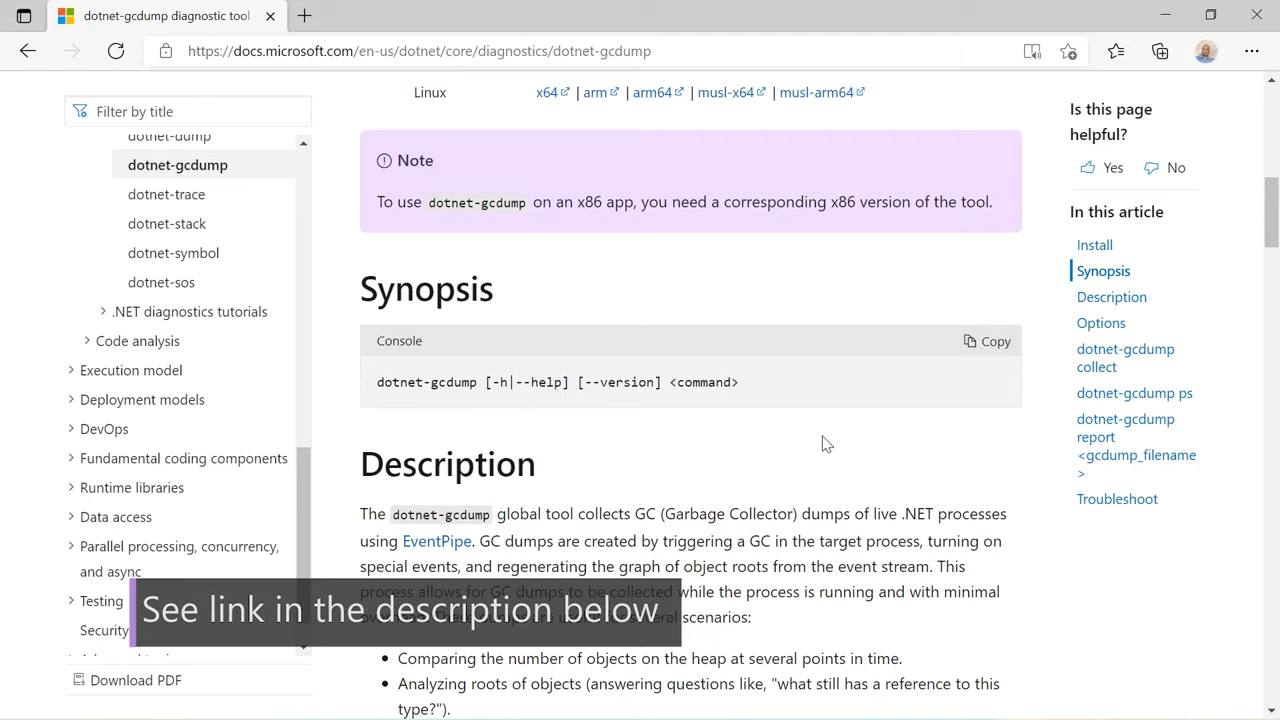 dotnet-gcdump diagnostic tool
https://docs.microsoft.com/en-us/dotnet/core/diagnostics/dotnet-gcdump
Filter by title
dotnet-dump
dotnet-gcdump
dotnet-trace
dotnet-stack
dotnet-symbol
dotnet-sos
.NET diagnostics tutorials
Code analysis
Execution model
Deployment models
DevOps
Fundamental coding components
Runtime libraries
Data access
Parallel processing, concurrency,
and async
Testing
Security
Download PDF
Linux x64 | arm | arm64 | musl-x64 | musl-arm64
Note
To use dotnet-gcdump on an x86 app, you need a corresponding x86 version of the tool.
Synopsis
Console Copy
dotnet-gcdump [-h|--help] [--version] <command>
Description
The dotnet-gcdump global tool collects GC (Garbage Collector) dumps of live .NET processes
using EventPipe. GC dumps are created by triggering a GC in the target process, turning on
special events, and regenerating the graph of object roots from the event stream. This
process allows for GC dumps to be collected while the process is running and with minimal
scenarios:
Comparing the number of objects on the heap at several points in time.
Analyzing roots of objects (answering questions like, "what still has a reference to this
type?").
See link in the description below
Is this page
helpful?
Yes No
In this article
Install
Synopsis
Description
Options
dotnet-gcdump
collect
dotnet-gcdump ps
dotnet-gcdump
report
<gcdump_filename
>
Troubleshoot